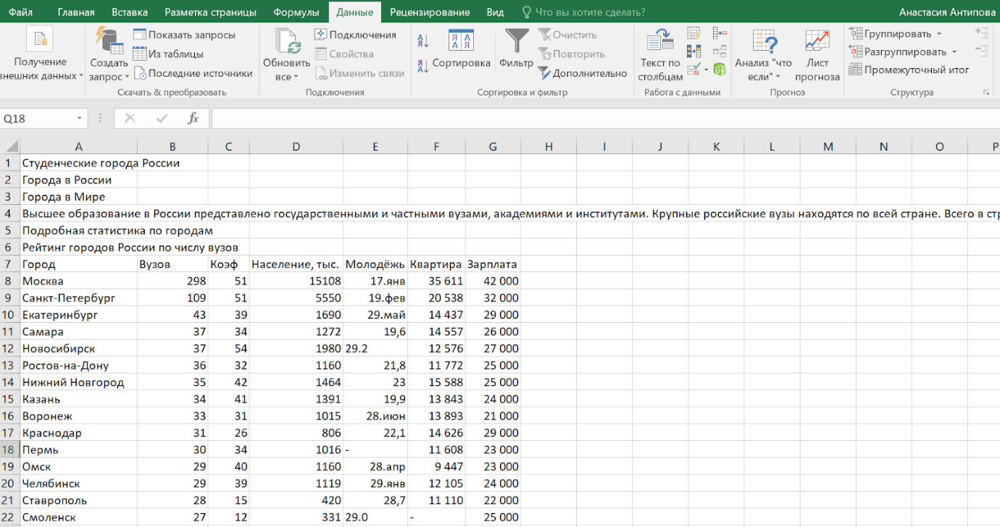 Файл Главная Вставка Разметка страницы Формулы Данные Рецензирование Вид Что вы хотите сделать? Анастасия Антипова
Получение
внешних данных
Создать
запрос
Показать запросы
Из таблицы
Последние источники
Скачать & преобразовать
Обновить
все
Подключения
Свойства
Изменить связи
Подключения
Сортировка
Фильтр
Очистить
Повторить
Дополнительно
Сортировка и фильтр
Текст по
столбцам
Работа с данными
Анализ "что
если"
Лист
прогноза
Прогноз
Группировать
Разгруппировать
Промежуточный итог
Структура
Q18 fx
A B C D E F G H I J K L M N O P
1 Студенческие города России
2 Города в России
3 Города в Мире
4 Высшее образование в России представлено государственными и частными вузами, академиями и институтами. Крупные российские вузы находятся по всей стране. Всего в стр
5 Подробная статистика по городам
6 Рейтинг городов России по числу вузов
7 Город Вузов Коэф Население, тыс. Молодёжь Квартира Зарплата
8 Москва 298 51 15108 17.янв 35 611 42 000
9 Санкт-Петербург 109 51 5550 19.фев 20 538 32 000
10 Екатеринбург 43 39 1690 29.май 14 437 29 000
11 Самара 37 34 1272 19,6 14 557 26 000
12 Новосибирск 37 54 1980 29.2 12 576 27 000
13 Ростов-на-Дону 36 32 1160 21,8 11 772 25 000
14 Нижний Новгород 35 42 1464 23 15 588 25 000
15 Казань 34 41 1391 19,9 13 843 24 000
16 Воронеж 33 31 1015 28.июн 13 893 21 000
17 Краснодар 31 26 806 22,1 14 626 29 000
18 Пермь 30 34 1016 - 11 608 23 000
19 Омск 29 40 1160 28.апр 9 447 23 000
20 Челябинск 29 39 1119 29.янв 12 105 24 000
21 Ставрополь 28 15 420 28,7 11 110 22 000
22 Смоленск 27 12 331 29.0 - 25 000